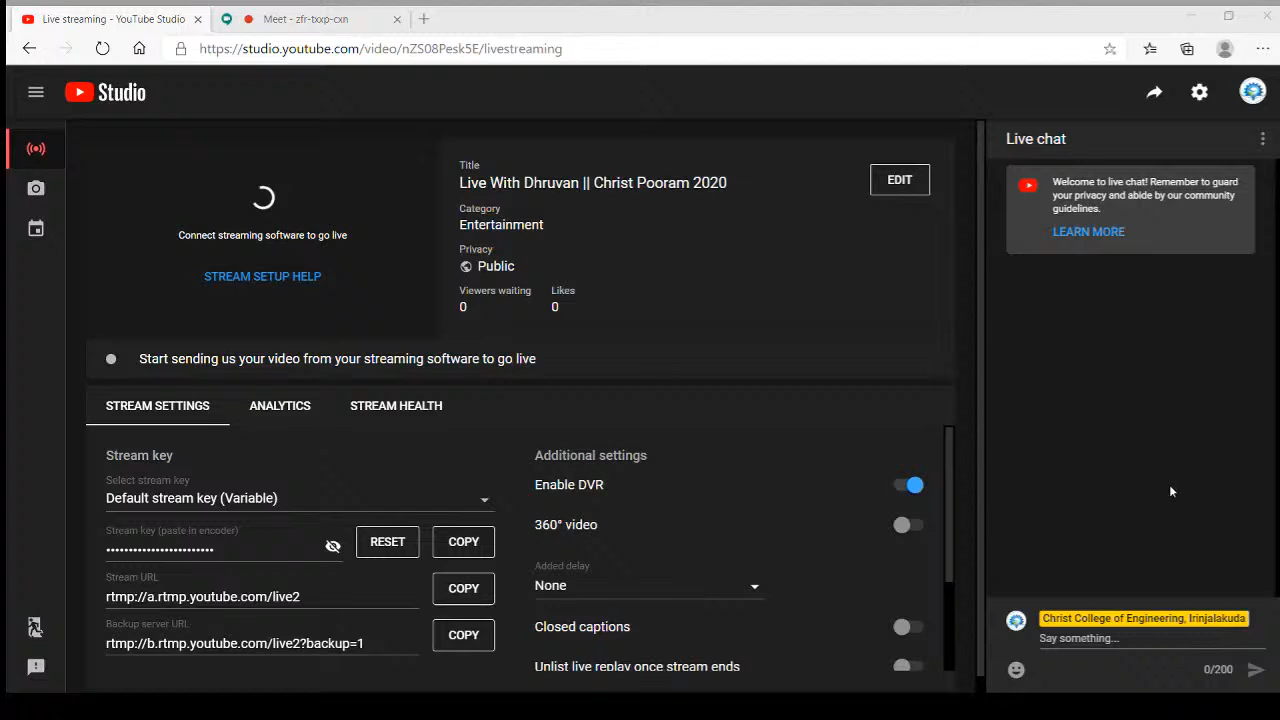 Live streaming - YouTube Studio
Meet - zfr-txxp-cxn
https://studio.youtube.com/video/nZS08Pesk5E/livestreaming
Studio
Connect streaming software to go live
STREAM SETUP HELP
Title
Live With Dhruvan || Christ Pooram 2020
EDIT
Category
Entertainment
Privacy
Public
Viewers waiting
Likes
0
0
Start sending us your video from your streaming software to go live
STREAM SETTINGS
ANALYTICS
STREAM HEALTH
Stream key
Select stream key
Default stream key (Variable)
Stream key (paste in encoder)
••••••••••••••••••••••••
RESET
COPY
Stream URL
rtmp://a.rtmp.youtube.com/live2
COPY
Backup server URL
rtmp://b.rtmp.youtube.com/live2?backup=1
COPY
Additional settings
Enable DVR
360° video
Added delay
None
Closed captions
Unlist live replay once stream ends
Live chat
Welcome to live chat! Remember to guard
your privacy and abide by our community
guidelines.
LEARN MORE
Christ College of Engineering, Irinjalakuda
Say something...
0/200